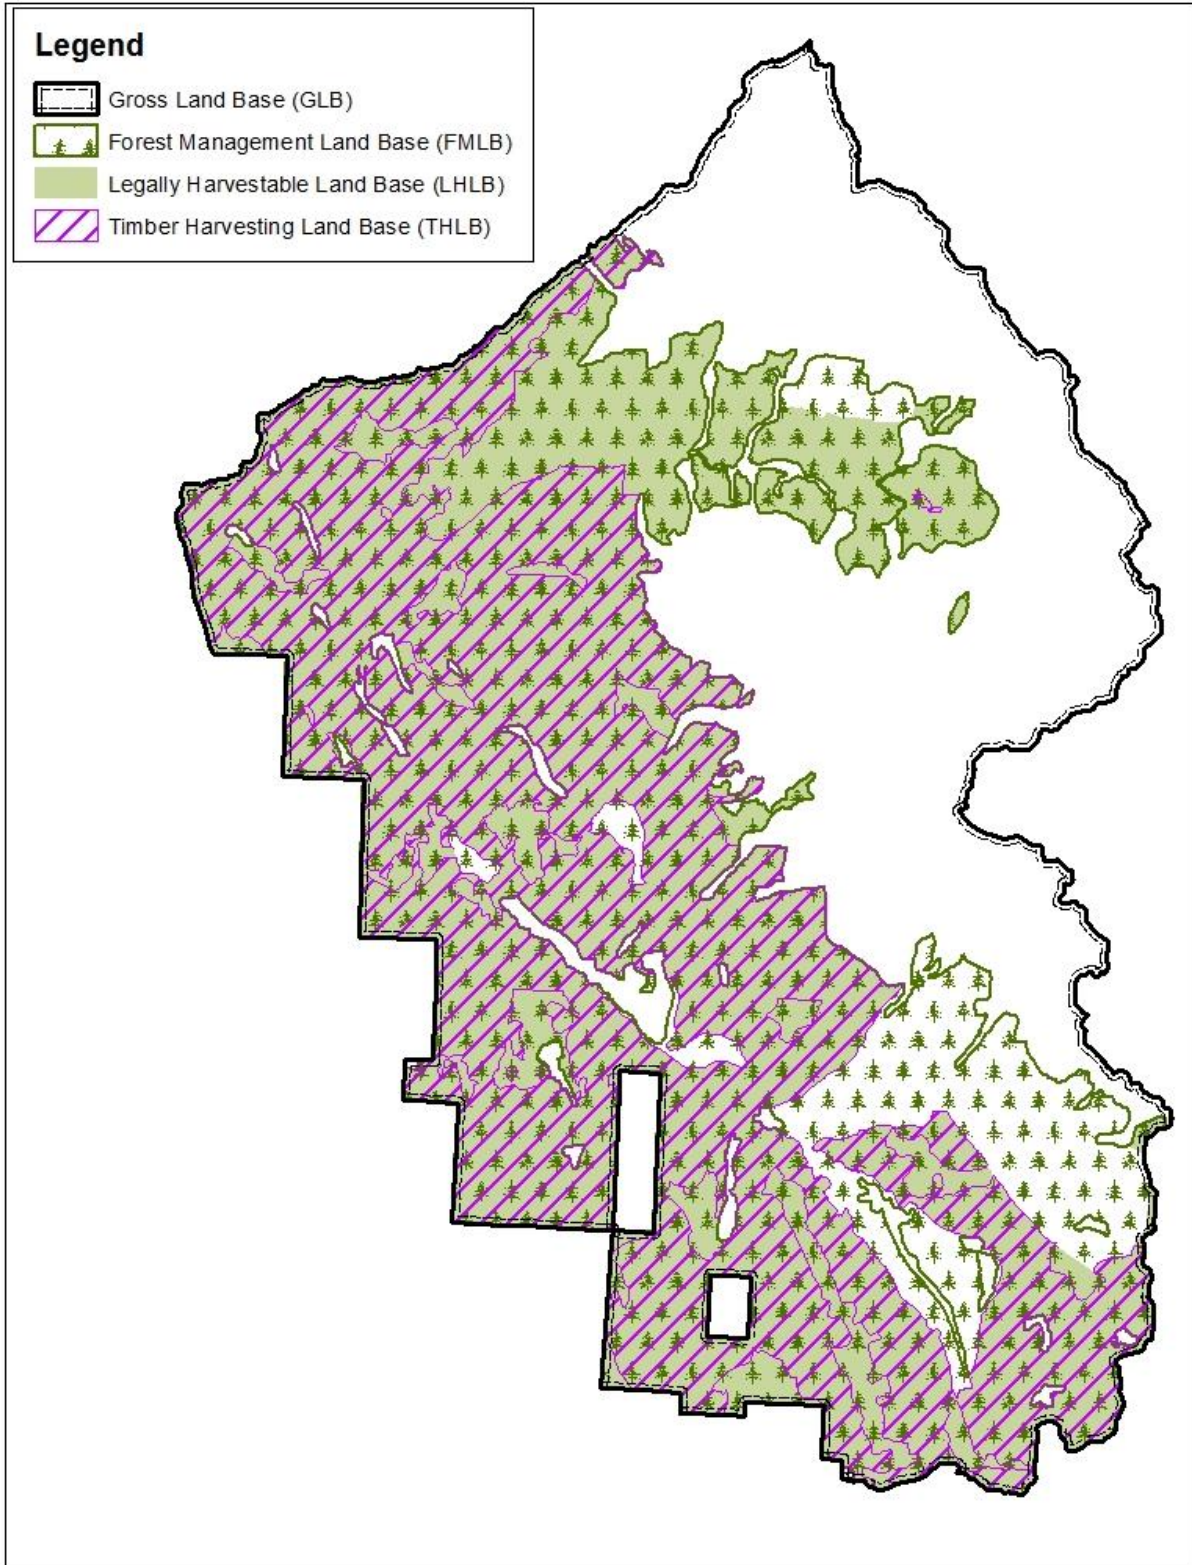 Legend
Gross Land Base (GLB)
Forest Management Land Base (FMLB)
Legally Harvestable Land Base (LHLB)
Timber Harvesting Land Base (THLB)